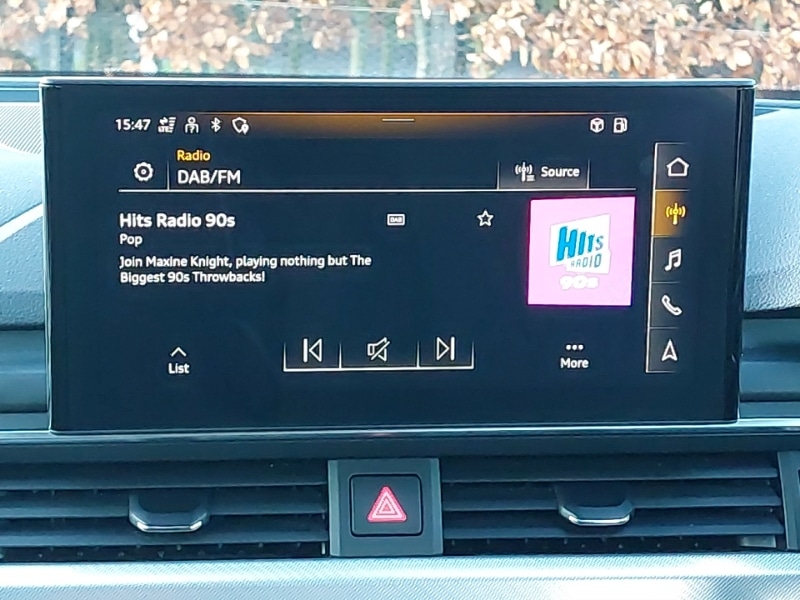 15:47 LTE
Radio
DAB/FM
Source
Hits Radio 90s
DAB
Pop
Join Maxine Knight, playing nothing but The
Biggest 90s Throwbacks!
HITS
RADIO
90s
List
More